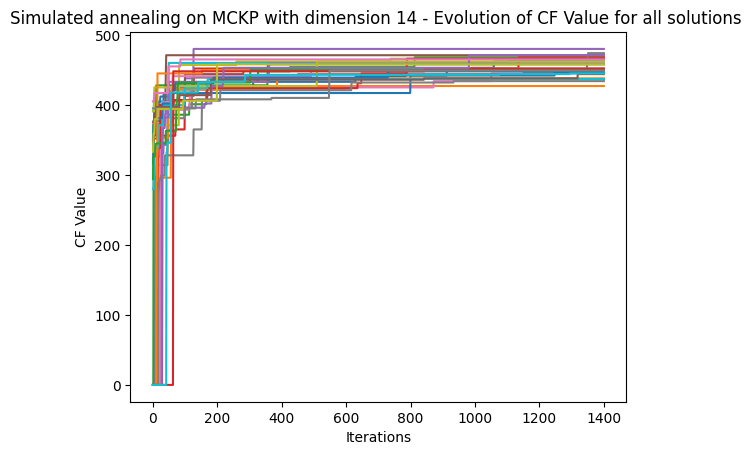 Simulated annealing on MCKP with dimension 14 - Evolution of CF Value for all solutions
500
400
300
200
100
0
CF Value
0 200 400 600 800 1000 1200 1400
Iterations